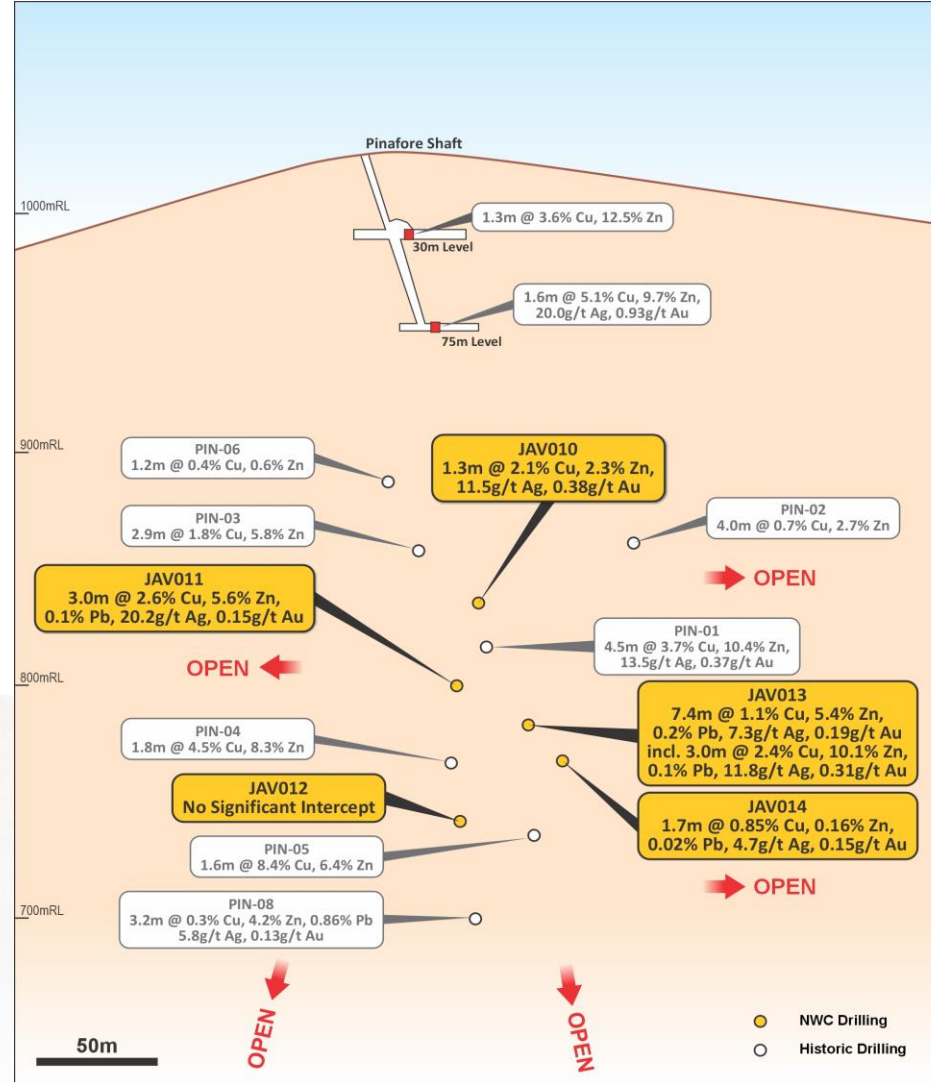 Pinafore Shaft
1000mRL
1.3m @ 3.6% Cu, 12.5% Zn
30m Level
1.6m @ 5.1% Cu, 9.7% Zn,
20.0g/t Ag, 0.93g/t Au
75m Level
900mRL
PIN-06
1.2m @ 0.4% Cu, 0.6% Zn
JAV010
1.3m @ 2.1% Cu, 2.3% Zn,
11.5g/t Ag, 0.38g/t Au
PIN-02
4.0m @ 0.7% Cu, 2.7% Zn
PIN-03
2.9m @ 1.8% Cu, 5.8% Zn
OPEN
JAV011
3.0m @ 2.6% Cu, 5.6% Zn,
0.1% Pb, 20.2g/t Ag, 0.15g/t Au
PIN-01
4.5m @ 3.7% Cu, 10.4% Zn,
13.5g/t Ag, 0.37g/t Au
OPEN
800mRL
JAV013
7.4m @ 1.1% Cu, 5.4% Zn,
0.2% Pb, 7.3g/t Ag, 0.19g/t Au
incl. 3.0m @ 2.4% Cu, 10.1% Zn,
0.1% Pb, 11.8g/t Ag, 0.31g/t Au
PIN-04
1.8m @ 4.5% Cu, 8.3% Zn
JAV012
No Significant Intercept
JAV014
1.7m @ 0.85% Cu, 0.16% Zn,
0.02% Pb, 4.7g/t Ag, 0.15g/t Au
PIN-05
1.6m @ 8.4% Cu, 6.4% Zn
OPEN
PIN-08
3.2m @ 0.3% Cu, 4.2% Zn, 0.86% Pb
5.8g/t Ag, 0.13g/t Au
700mRL
OPEN
OPEN
NWC Drilling
Historic Drilling
50m